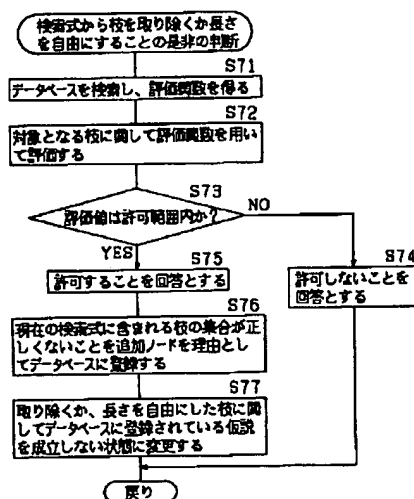 検索式から枝を取り除くか長さ
を自由にすることの是非の判断
S71
データベースを検索し、評価関数を得る
S72
対象となる枝に関して評価関数を用い
て評価する
S73
評価値は許可範囲内か?
NO
YES
S75
許可することを回答とする
S74
許可しないことを
回答とする
S76
現在の検索式に含まれる枝の集合が正
しくないことを追加ノードを理由とし
てデータベースに登録する
S77
取り除くか、長さを自由にした枝に関
してデータベースに登録されている仮説
を成立しない状態に変更する
戻り